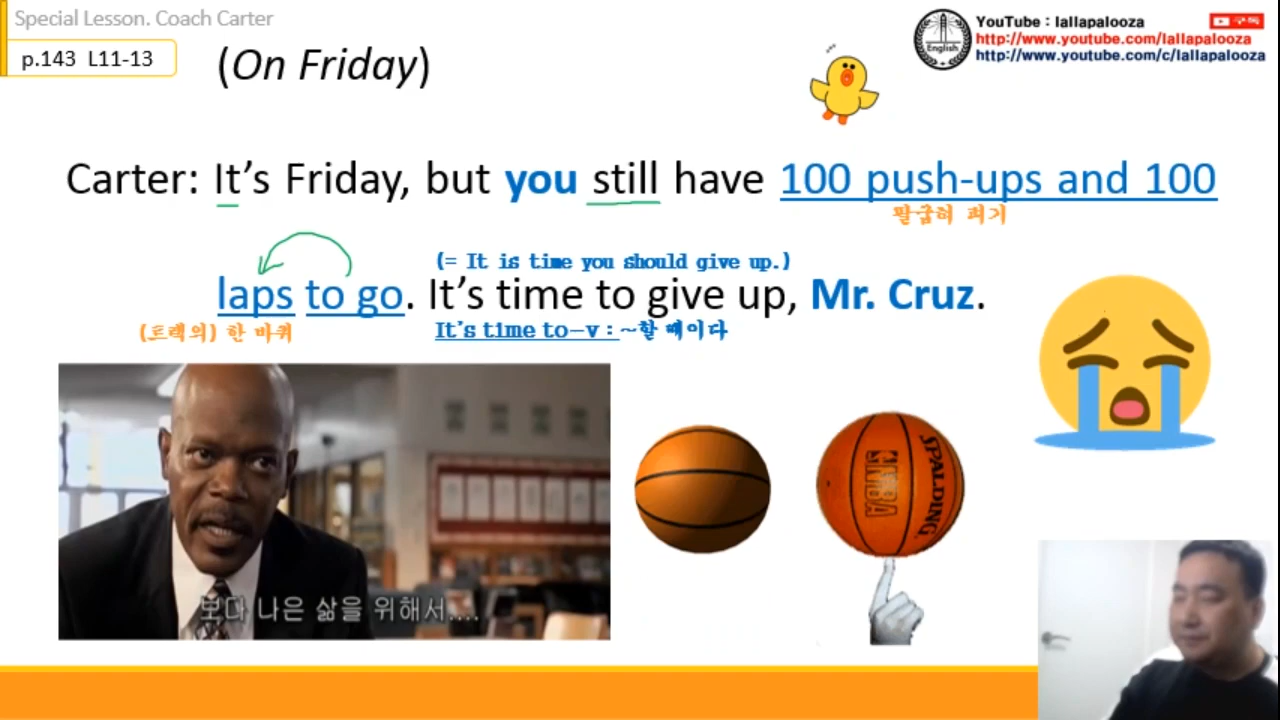 Special Lesson. Coach Carter
p.143 L11-13
(On Friday)
English
YouTube : lallapalooza
구독
http://www.youtube.com/lallapalooza
http://www.youtube.com/c/lallapalooza
Carter: It's Friday, but you still have 100 push-ups and 100
팔굽혀 펴기
(= It is time you should give up.)
laps to go. It's time to give up, Mr. Cruz.
(트랙의) 한 바퀴
It's time to-v : ~할 때이다
보다 나은 삶을 위해서....
NBA
SPALDING